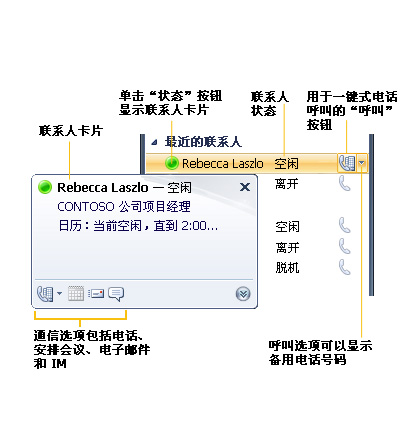 单击“状态”按钮
显示联系人卡片
联系人
状态
用于一键式电话
呼叫的“呼叫”
按钮
联系人卡片
最近的联系人
Rebecca Laszlo 空闲
离开
空闲
离开
脱机
Rebecca Laszlo — 空闲
CONTOSO 公司项目经理
日历：当前空闲，直到 2:00...
通信选项包括电话、
安排会议、电子邮件
和 IM
呼叫选项可以显示
备用电话号码